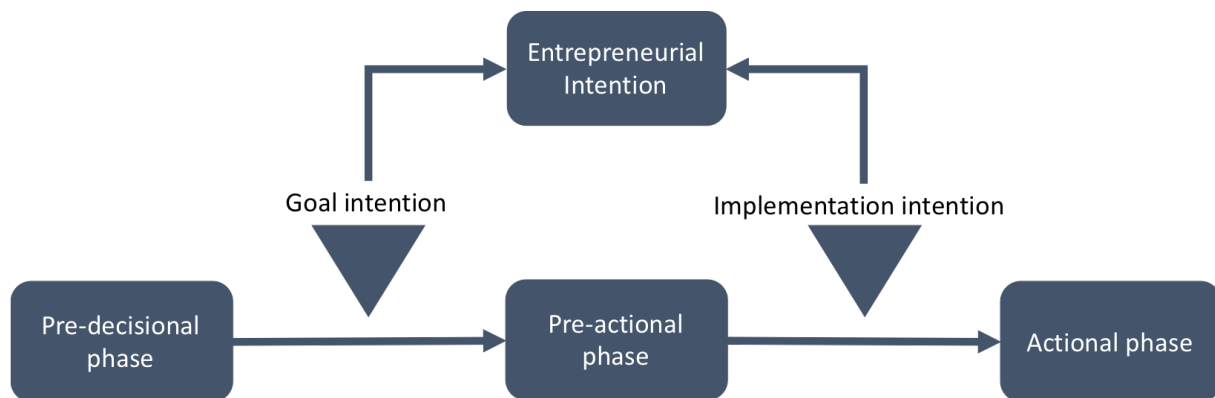 Entrepreneurial
Intention
Goal intention
Implementation intention
Pre-decisional
phase
Pre-actional
phase
Actional phase